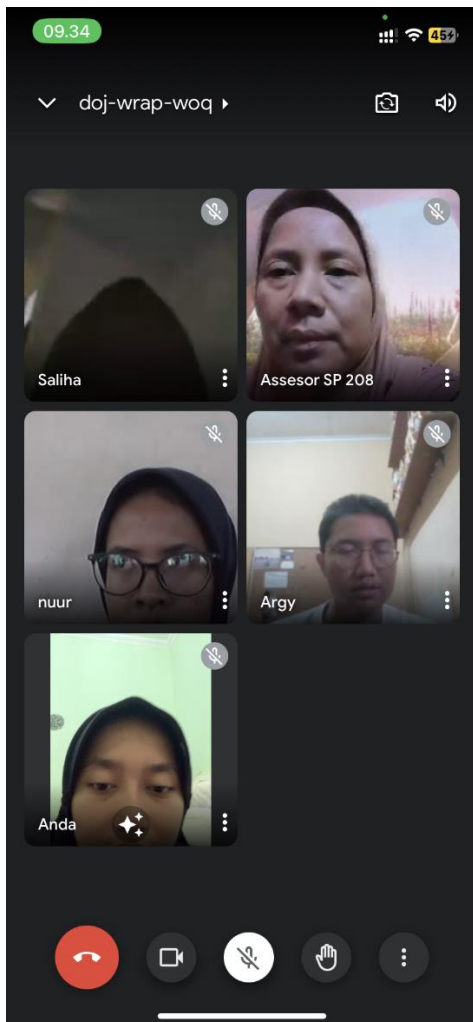 09.34
45
doj-wrap-woq
Saliha
Assesor SP 208
nuur
Argy
Anda